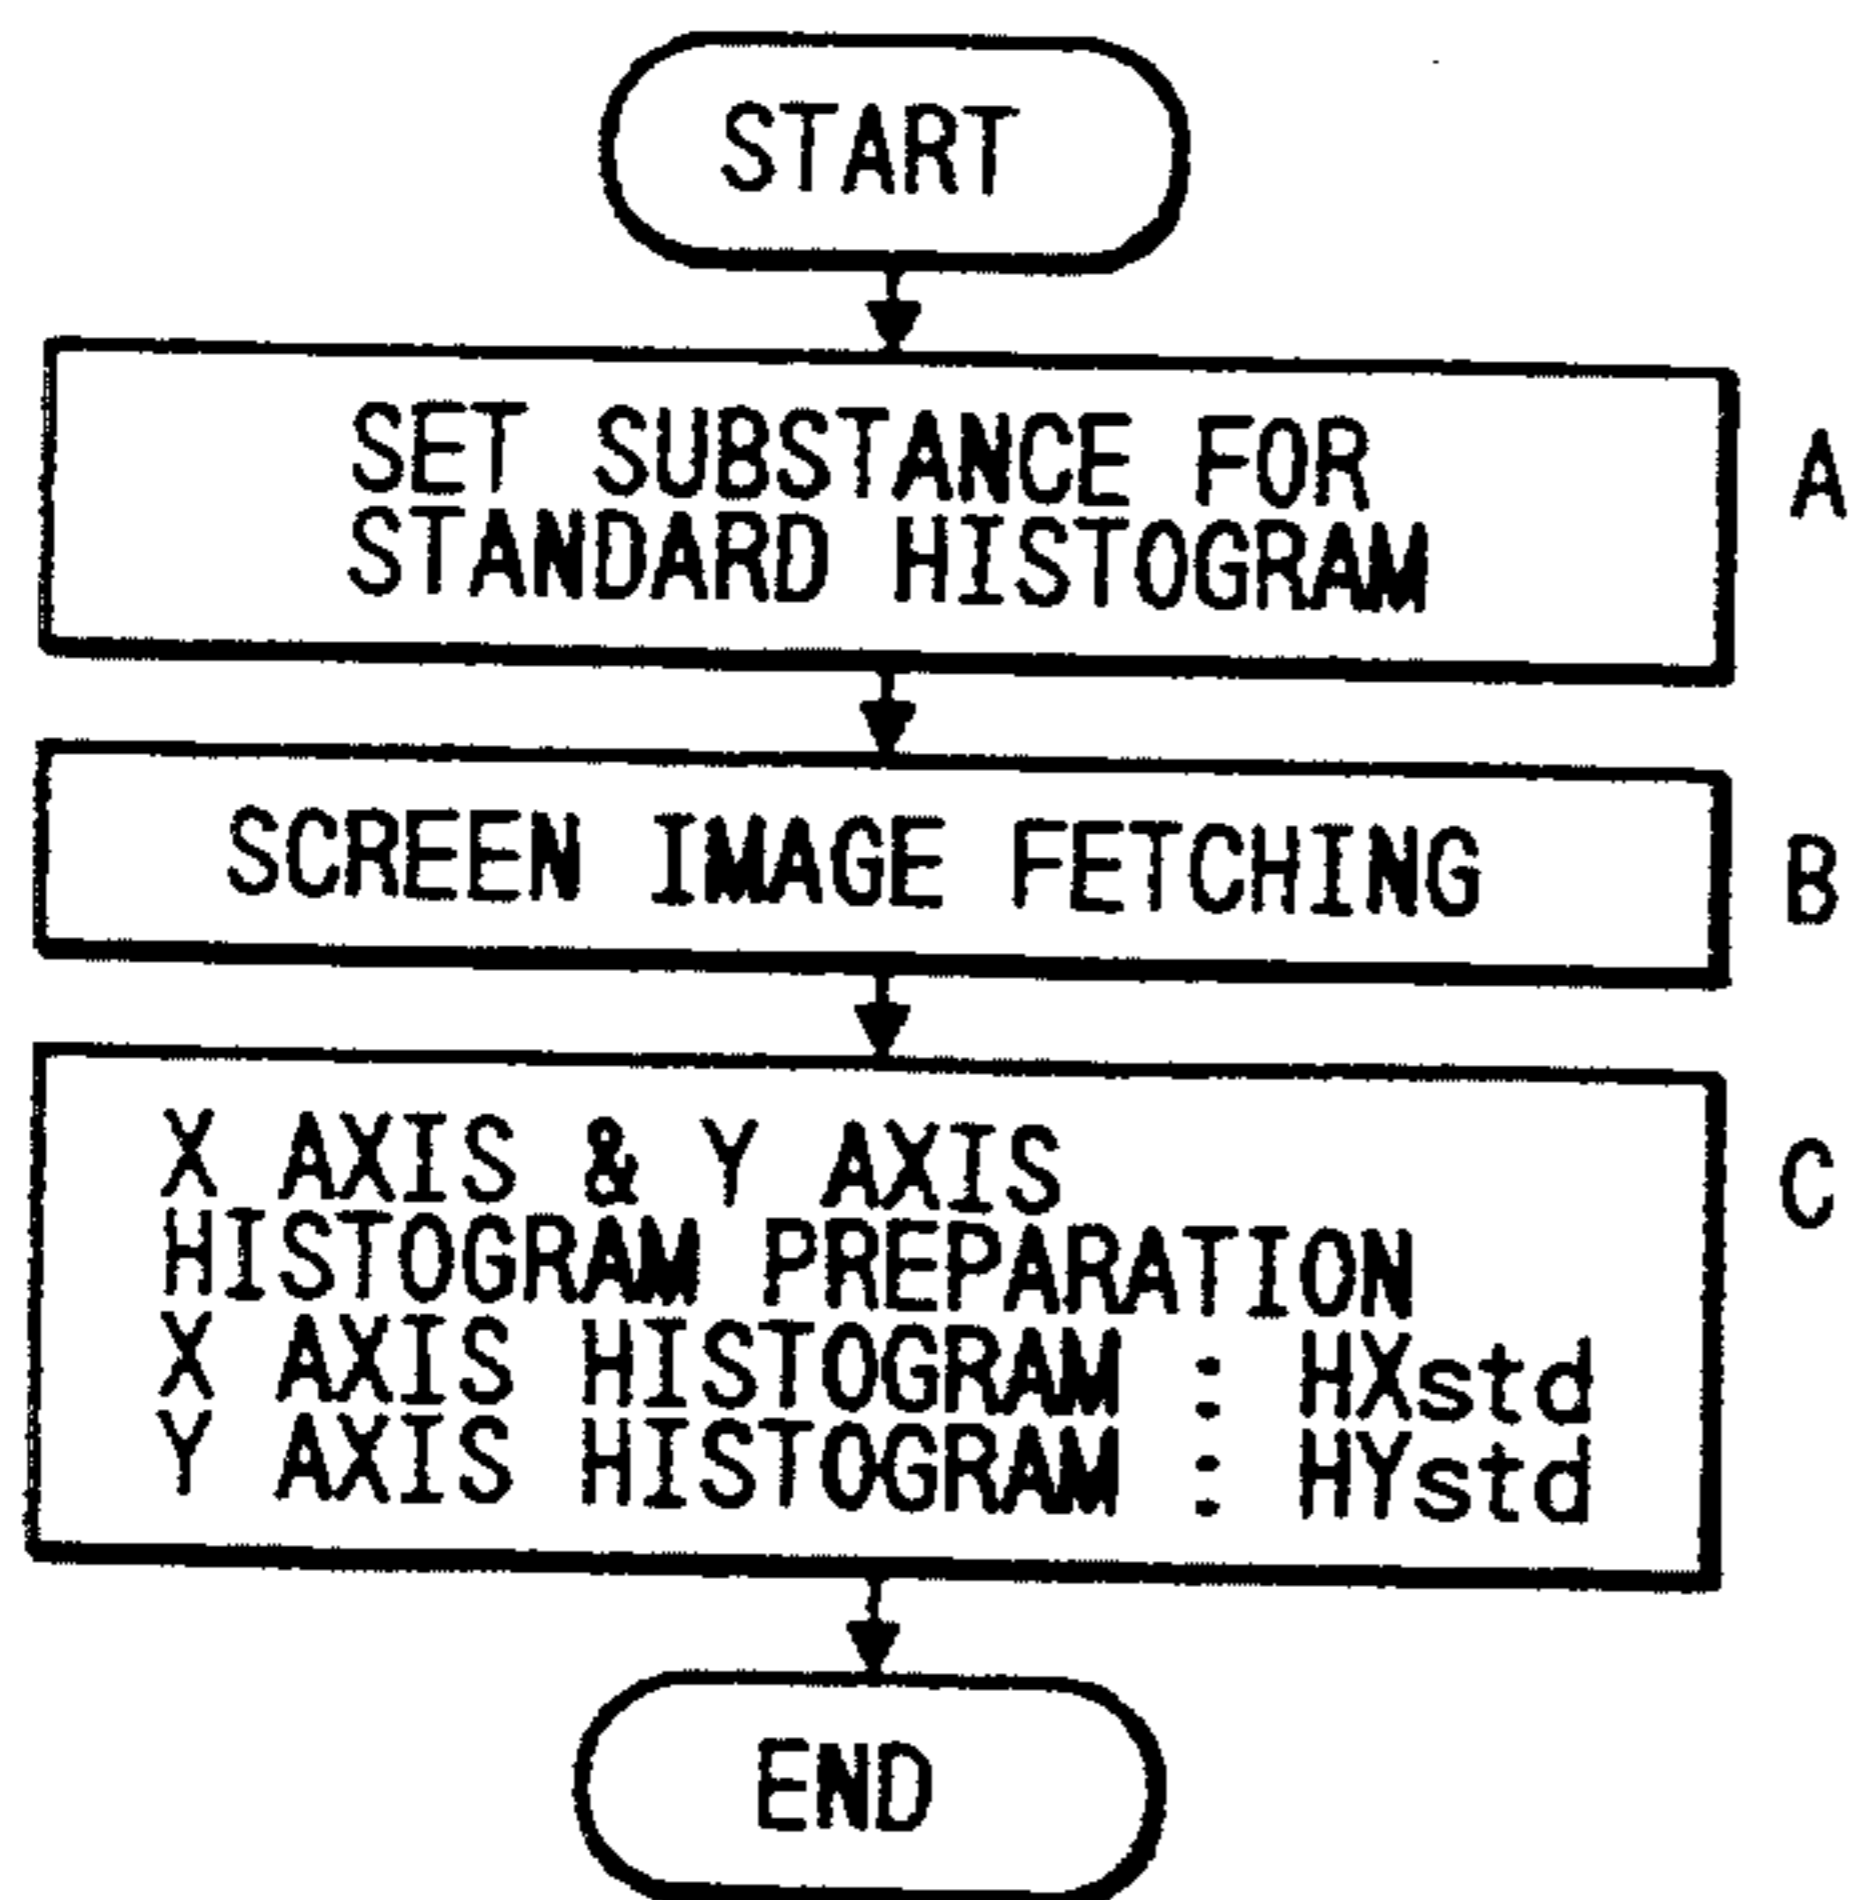 START
SET SUBSTANCE FOR
STANDARD HISTOGRAM
A
SCREEN IMAGE FETCHING
B
X AXIS & Y AXIS
HISTOGRAM PREPARATION
X AXIS HISTOGRAM : HXstd
Y AXIS HISTOGRAM : HYstd
C
END